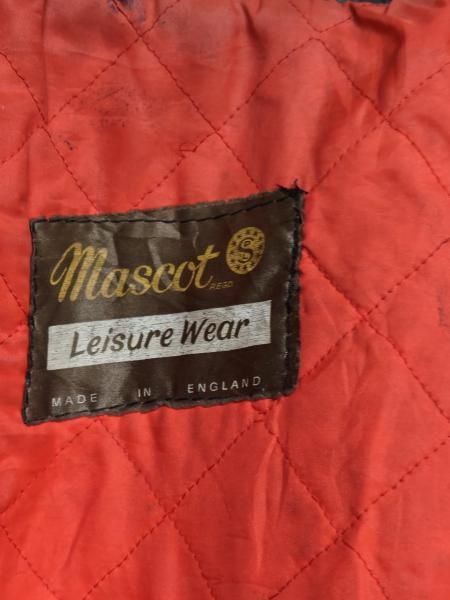 Mascot S
REGD
Leisure Wear
MADE IN ENGLAND